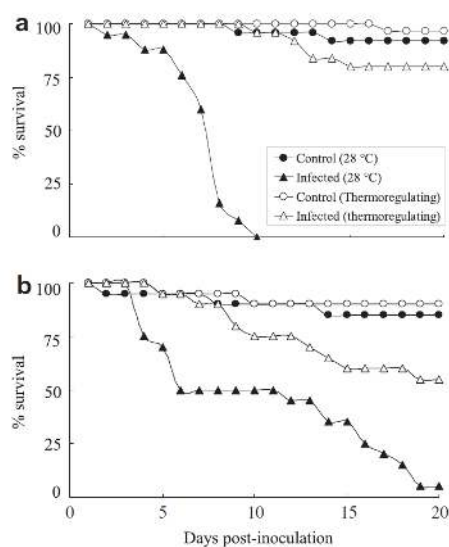 a
100
75
50
25
0
% survival
Control (28 °C)
Infected (28 °C)
Control (Thermoregulating)
Infected (thermoregulating)
b
100
75
50
25
0
% survival
0 5 10 15 20
Days post-inoculation